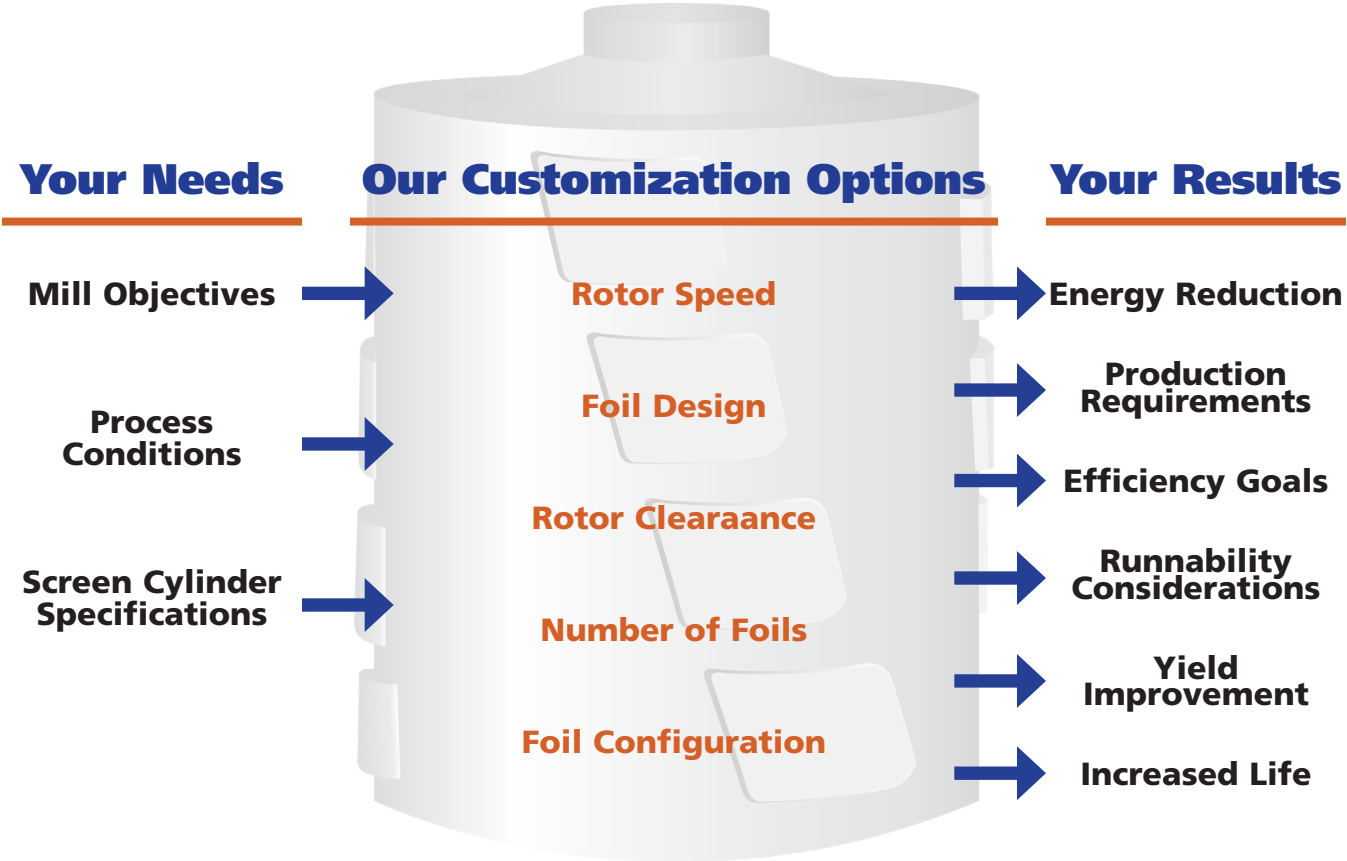 Your Needs
Our Customization Options
Your Results
Mill Objectives
Process
Conditions
Screen Cylinder
Specifications
Rotor Speed
Foil Design
Rotor Clearaance
Number of Foils
Foil Configuration
Energy Reduction
Production
Requirements
Efficiency Goals
Runnability
Considerations
Yield
Improvement
Increased Life